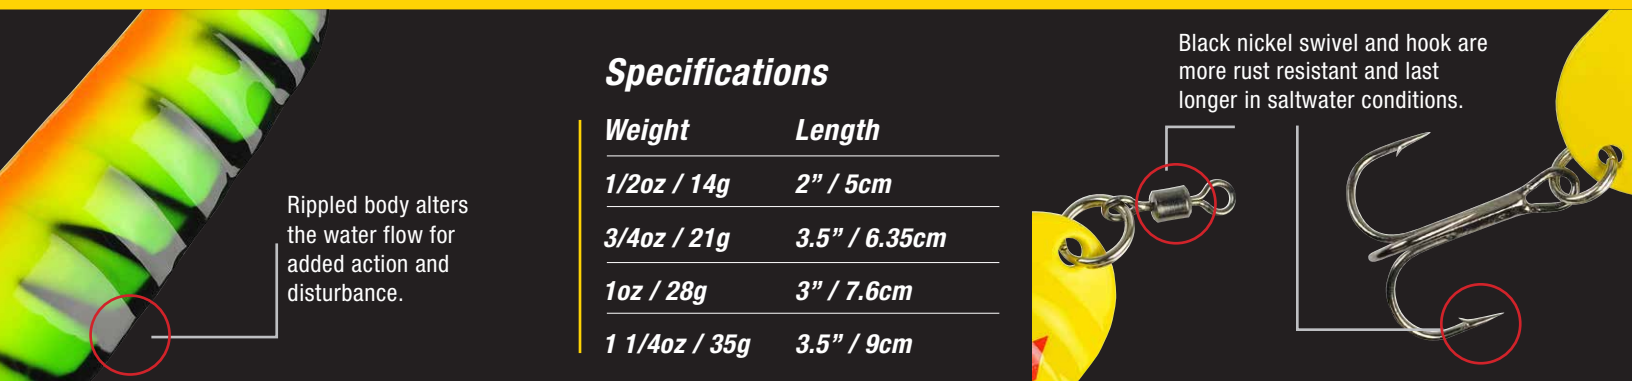 Rippled body alters
the water flow for
added action and
disturbance.
Specifications
Weight Length
1/2oz / 14g 2” / 5cm
3/4oz / 21g 3.5” / 6.35cm
1oz / 28g 3” / 7.6cm
1 1/4oz / 35g 3.5” / 9cm
Black nickel swivel and hook are
more rust resistant and last
longer in saltwater conditions.